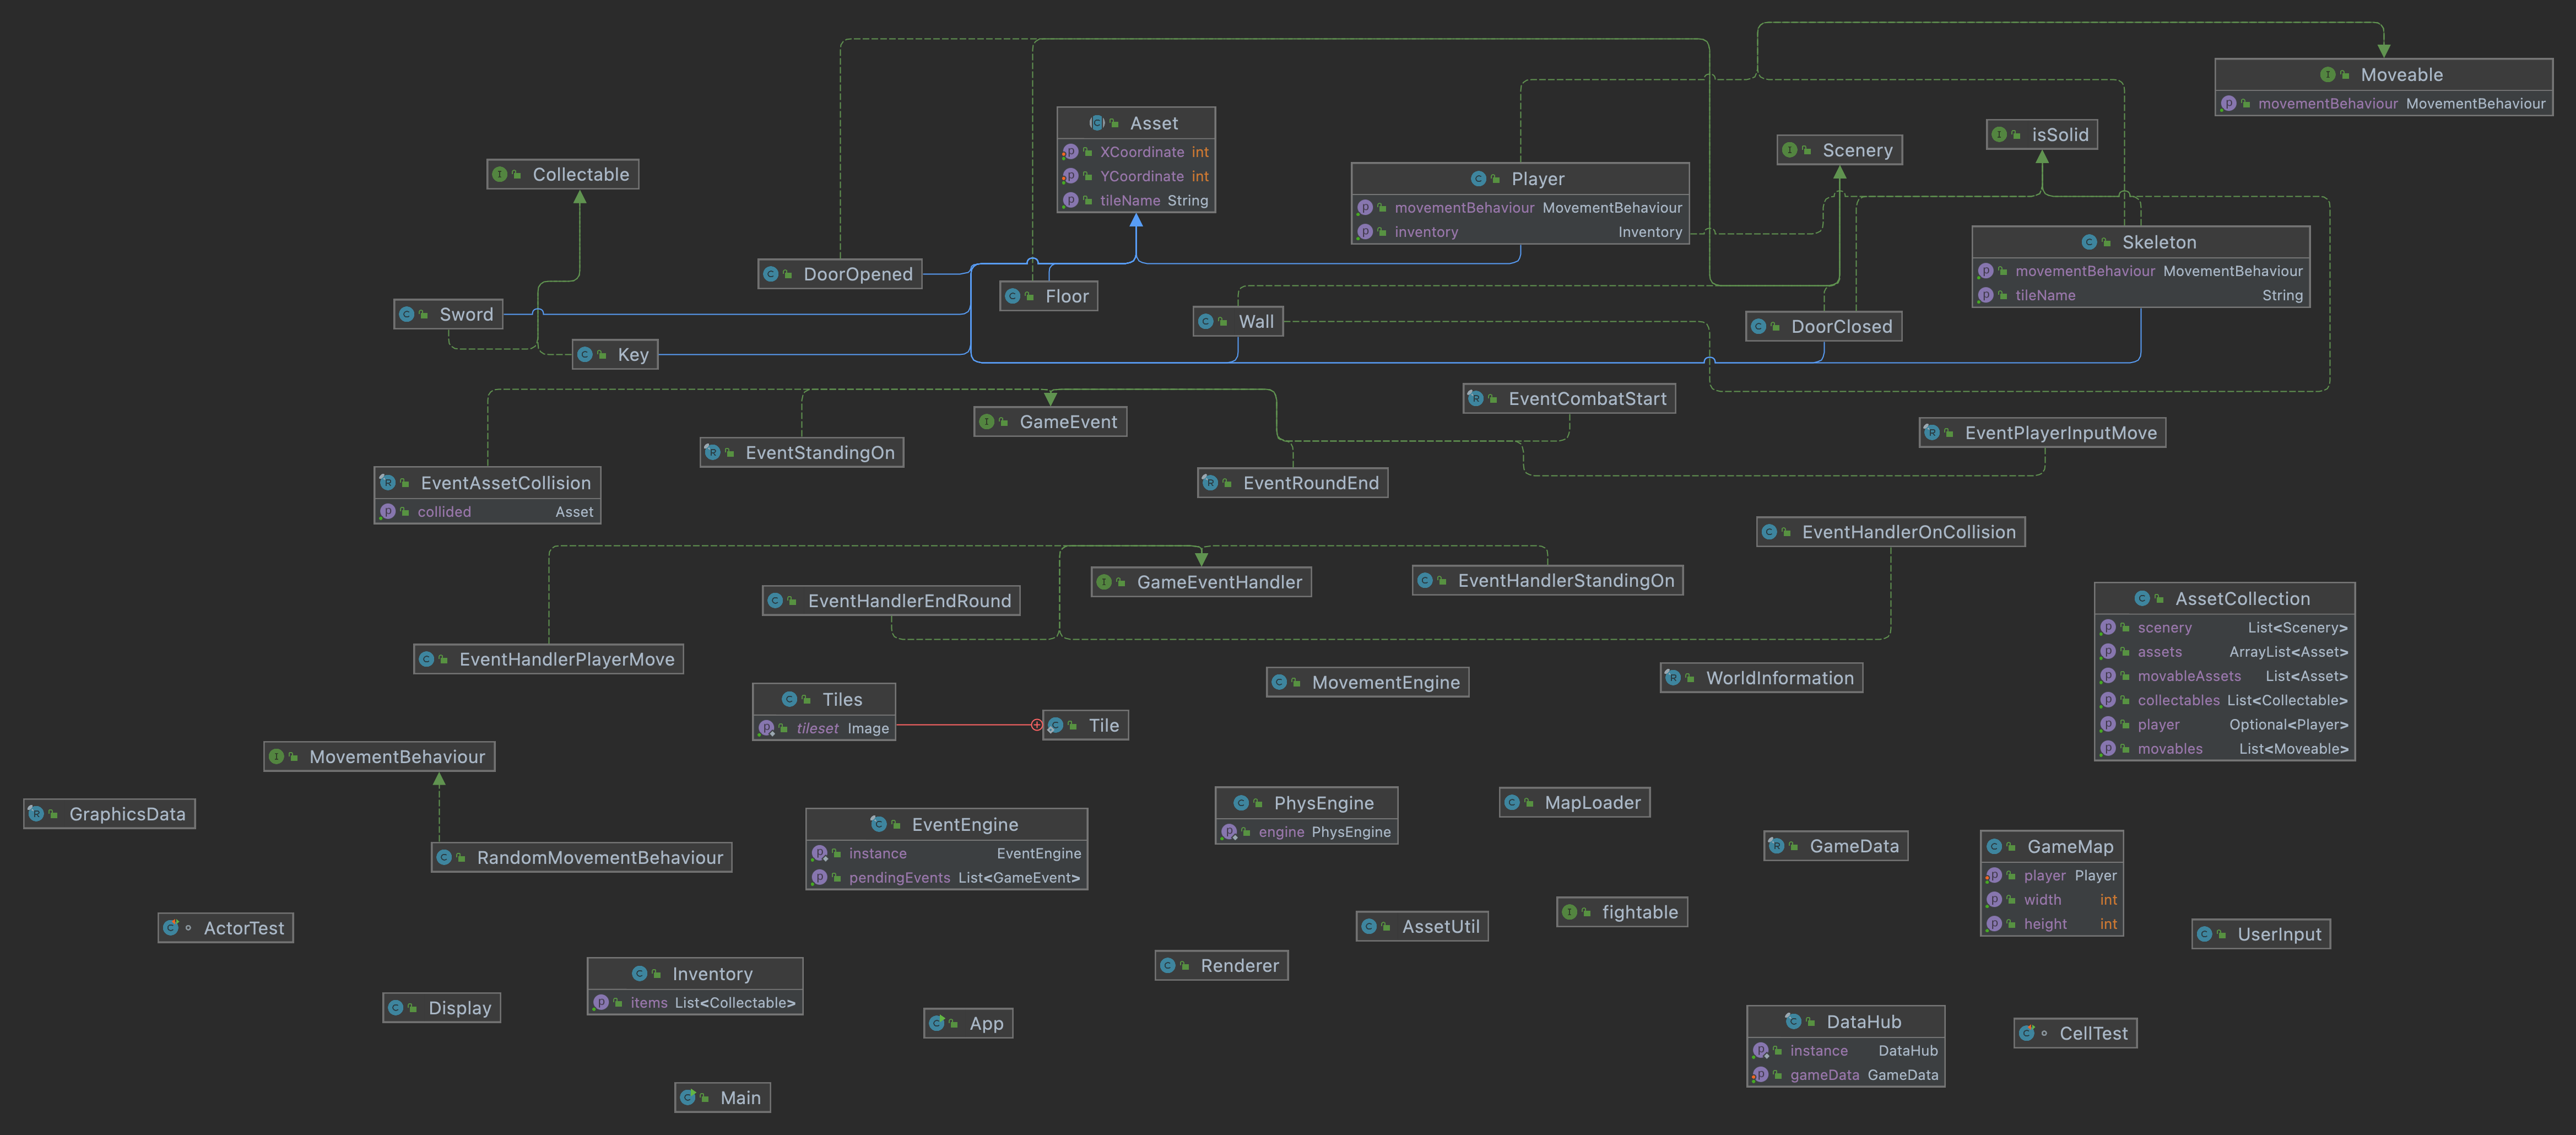 Moveable
movementBehaviour MovementBehaviour
Asset
XCoordinate int
YCoordinate int
tileName String
isSolid
Scenery
Collectable
Player
movementBehaviour MovementBehaviour
inventory Inventory
Skeleton
movementBehaviour MovementBehaviour
tileName String
DoorOpened
Floor
Sword
Wall
DoorClosed
Key
EventCombatStart
GameEvent
EventPlayerInputMove
EventStandingOn
EventAssetCollision
collided Asset
EventRoundEnd
EventHandlerOnCollision
GameEventHandler
EventHandlerStandingOn
EventHandlerEndRound
AssetCollection
scenery List<Scenery>
assets ArrayList<Asset>
movableAssets List<Asset>
collectables List<Collectable>
player Optional<Player>
movables List<Moveable>
EventHandlerPlayerMove
MovementEngine
WorldInformation
Tiles
tileset Image
Tile
MovementBehaviour
GraphicsData
PhysEngine
engine PhysEngine
MapLoader
EventEngine
instance EventEngine
pendingEvents List<GameEvent>
GameData
GameMap
player Player
width int
height int
RandomMovementBehaviour
fightable
ActorTest
AssetUtil
UserInput
Renderer
Inventory
items List<Collectable>
Display
App
DataHub
instance DataHub
gameData GameData
CellTest
Main